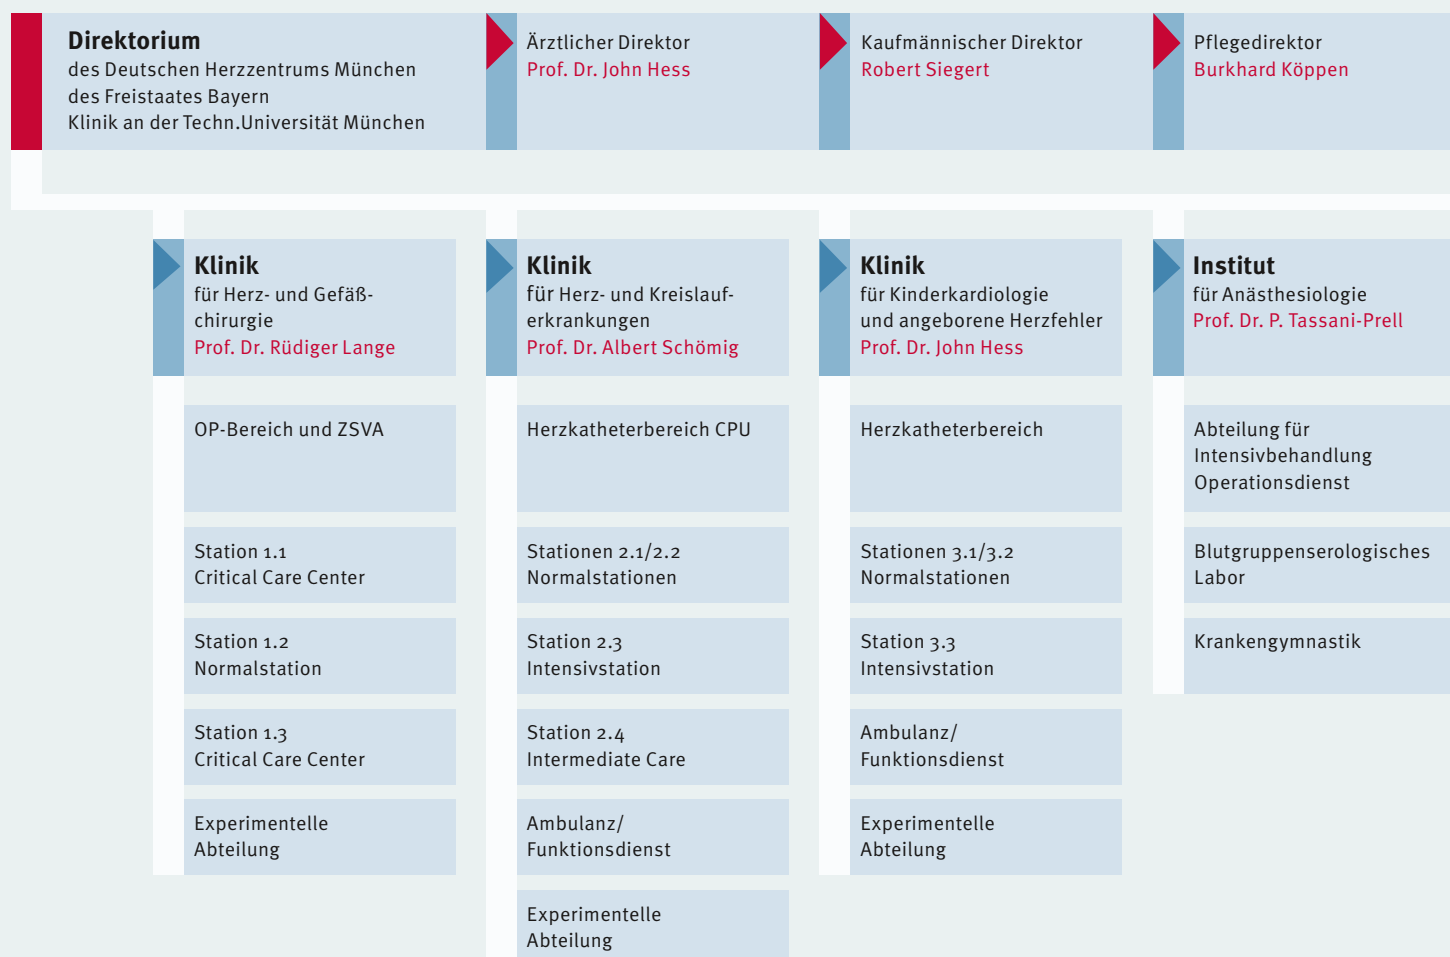 Direktorium
des Deutschen Herzzentrums München
des Freistaates Bayern
Klinik an der Techn.Universität München
Ärztlicher Direktor
Prof. Dr. John Hess
Kaufmännischer Direktor
Robert Siegert
Pflegedirektor
Burkhard Köppen
Klinik
für Herz- und Gefäß-
chirurgie
Prof. Dr. Rüdiger Lange
OP-Bereich und ZSVA
Station 1.1
Critical Care Center
Station 1.2
Normalstation
Station 1.3
Critical Care Center
Experimentelle
Abteilung
Klinik
für Herz- und Kreislauf-
erkrankungen
Prof. Dr. Albert Schömig
Herzkatheterbereich CPU
Stationen 2.1/2.2
Normalstationen
Station 2.3
Intensivstation
Station 2.4
Intermediate Care
Ambulanz/
Funktionsdienst
Experimentelle
Abteilung
Klinik
für Kinderkardiologie
und angeborene Herzfehler
Prof. Dr. John Hess
Herzkatheterbereich
Stationen 3.1/3.2
Normalstationen
Station 3.3
Intensivstation
Ambulanz/
Funktionsdienst
Experimentelle
Abteilung
Institut
für Anästhesiologie
Prof. Dr. P. Tassani-Prell
Abteilung für
Intensivbehandlung
Operationsdienst
Blutgruppenserologisches
Labor
Krankengymnastik